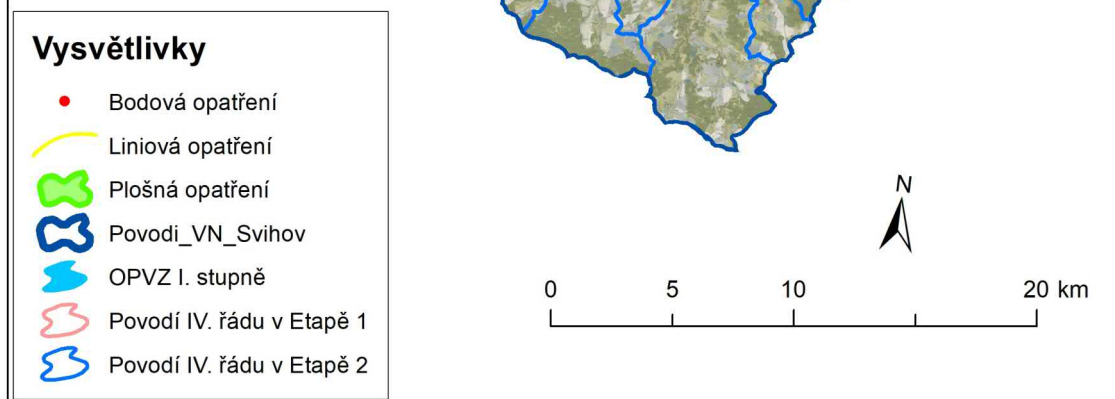 Vysvětlivky
Bodová opatření
Liniová opatření
Plošná opatření
Povodi_VN_Svihov
OPVZ I. stupně
Povodí IV. řádu v Etapě 1
Povodí IV. řádu v Etapě 2
N
0 5 10 20 km